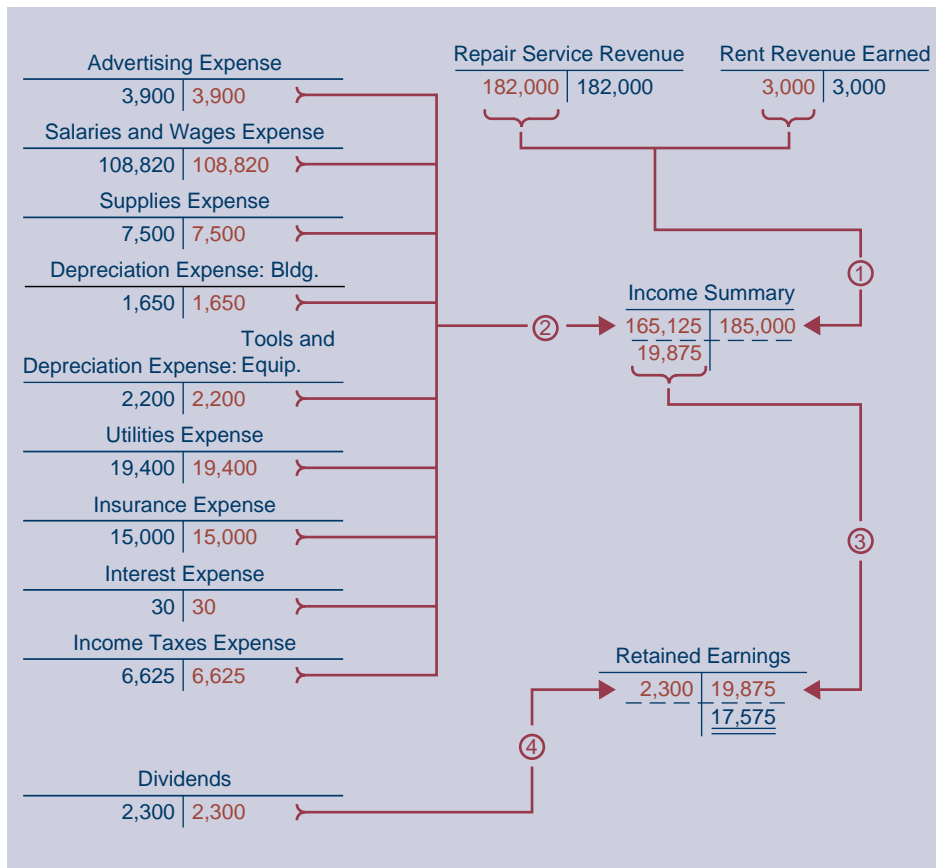 Advertising Expense
3,900 3,900
Salaries and Wages Expense
108,820 108,820
Supplies Expense
7,500 7,500
Depreciation Expense: Bldg.
1,650 1,650
Tools and
Depreciation Expense: Equip.
2,200 2,200
Utilities Expense
19,400 19,400
Insurance Expense
15,000 15,000
Interest Expense
30 30
Income Taxes Expense
6,625 6,625
Dividends
2,300 2,300
Repair Service Revenue
182,000 182,000
Rent Revenue Earned
3,000 3,000
1
Income Summary
165,125 185,000
19,875
2
3
Retained Earnings
2,300 19,875
17,575
4